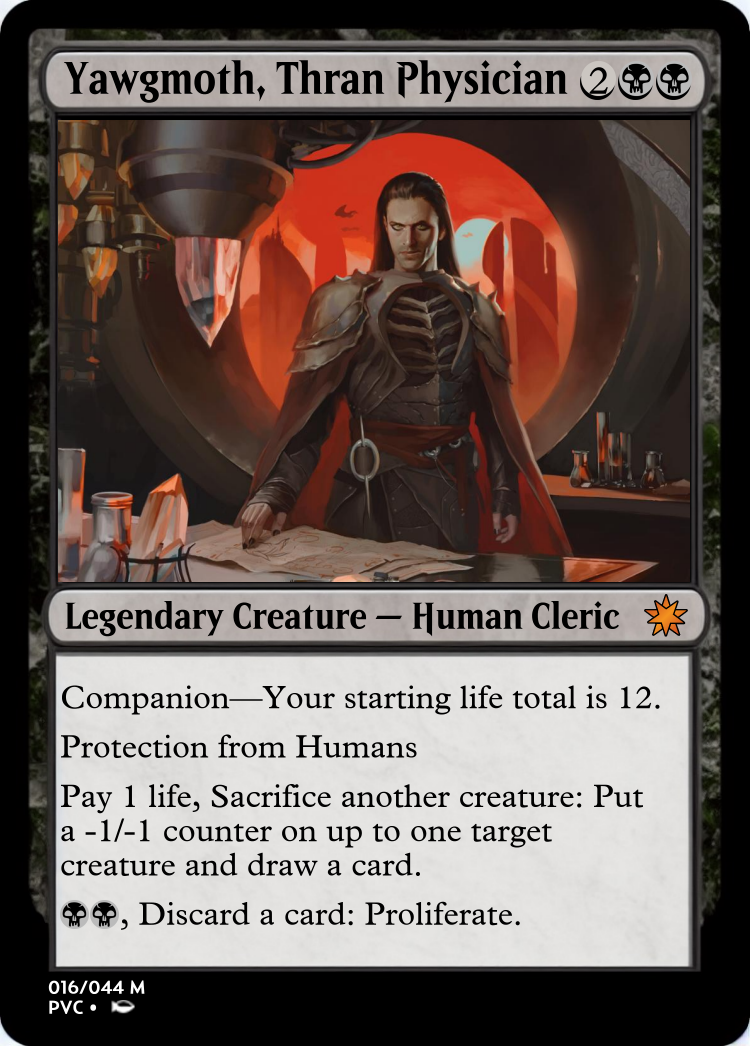 Yawgmoth, Thran Physician 2
Legendary Creature — Human Cleric
Companion—Your starting life total is 12.
Protection from Humans
Pay 1 life, Sacrifice another creature: Put
a -1/-1 counter on up to one target
creature and draw a card.
, Discard a card: Proliferate.
016/044 M
PVC •